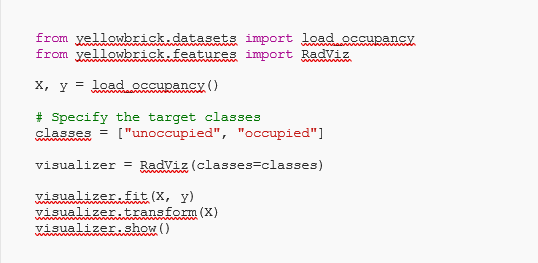 from yellowbrick.datasets import load_occupancy
from yellowbrick.features import RadViz
X, y = load_occupancy()
# Specify the target classes
classes = ["unoccupied", "occupied"]
visualizer = RadViz(classes=classes)
visualizer.fit(X, y)
visualizer.transform(X)
visualizer.show()